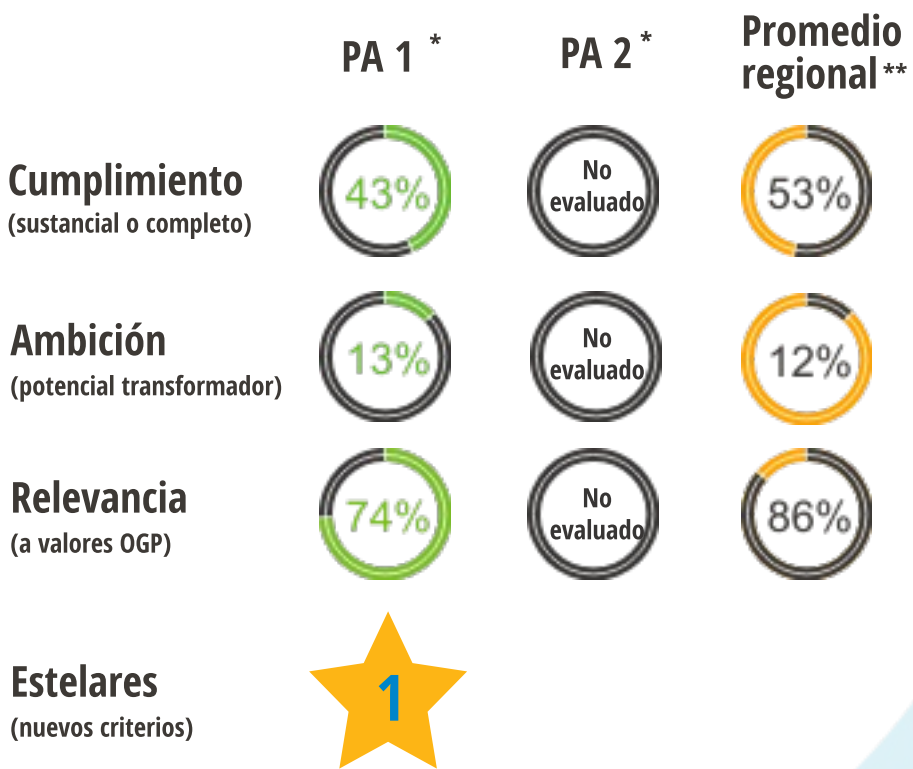 PA 1 *
PA 2 *
Promedio
regional **
Cumplimiento
(sustancial o completo)
43%
No
evaluado
53%
Ambición
(potencial transformador)
13%
No
evaluado
12%
Relevancia
(a valores OGP)
74%
No
evaluado
86%
Estelares
(nuevos criterios)
1